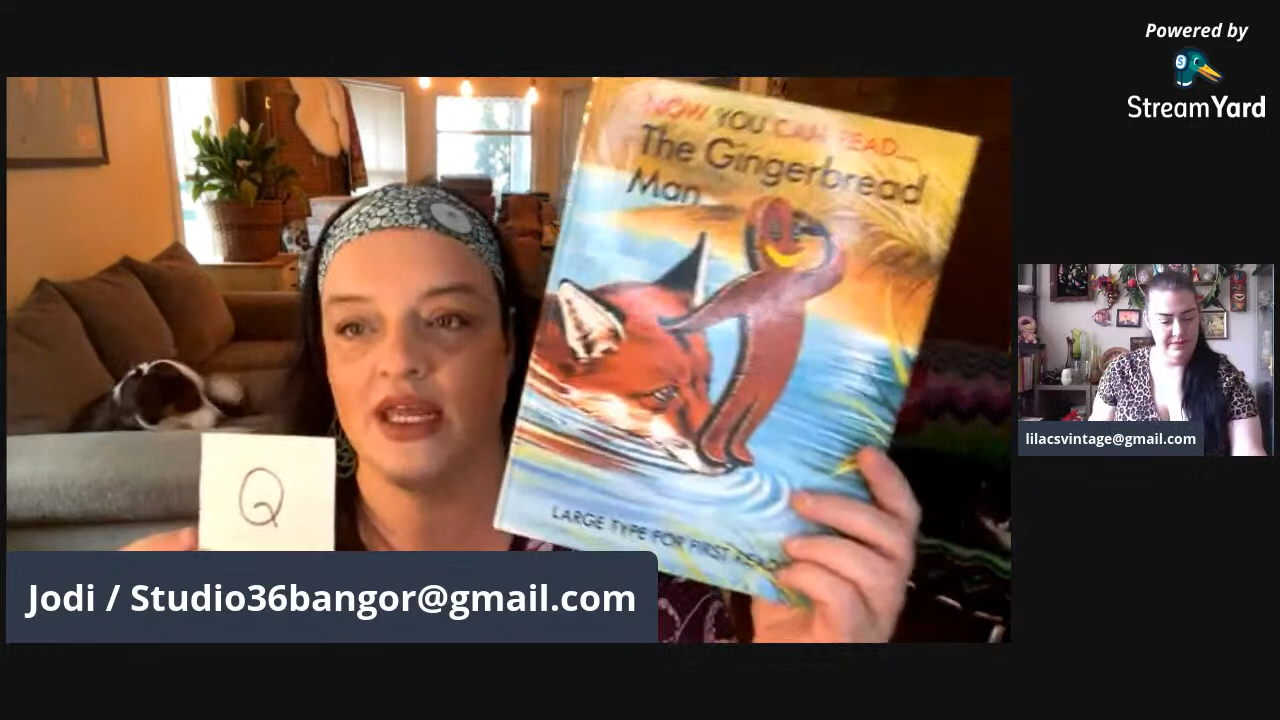 Powered by
StreamYard
NOW YOU CAN READ...
The Gingerbread
Man
LARGE TYPE FOR FIRST
Q
Jodi / Studio36bangor@gmail.com
lilacsvintage@gmail.com